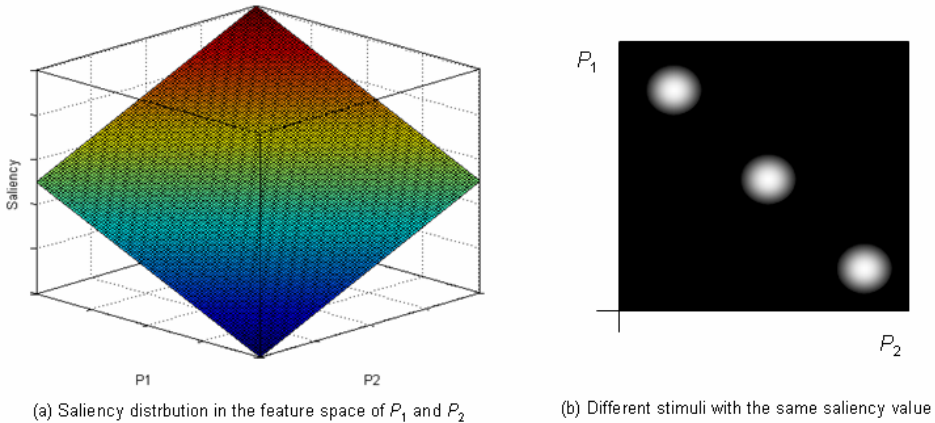 Saliency
P1
P2
(a) Saliency distrbution in the feature space of P1 and P2
P1
P2
(b) Different stimuli with the same saliency value